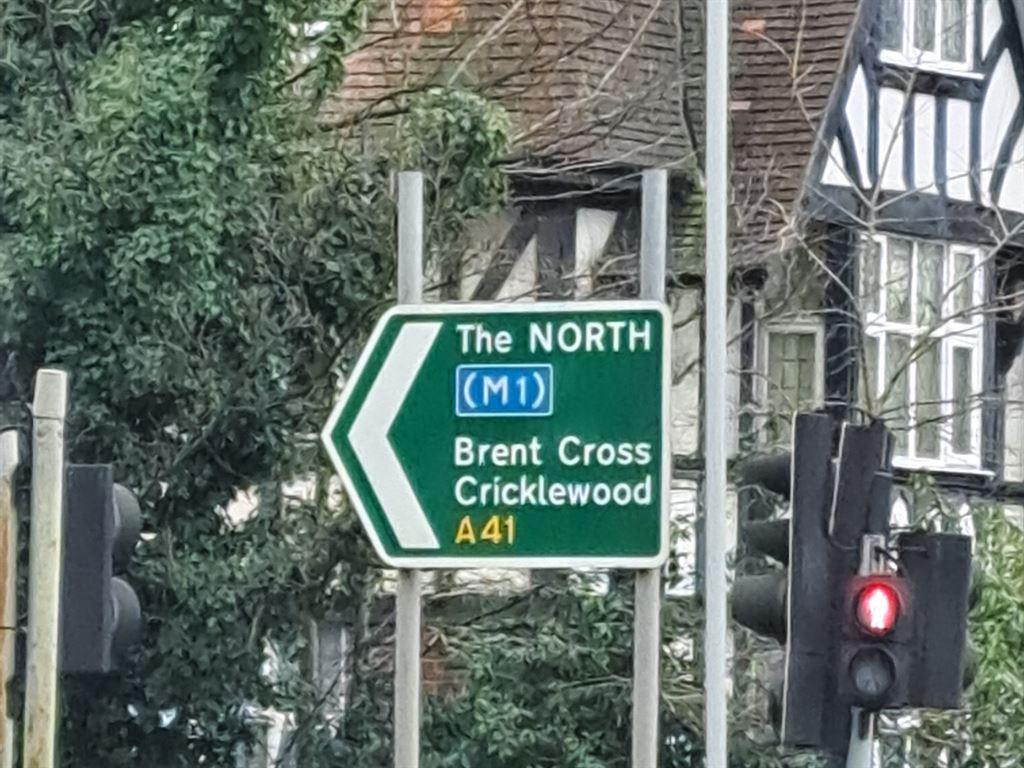 The NORTH
(M1)
Brent Cross
Cricklewood
A41